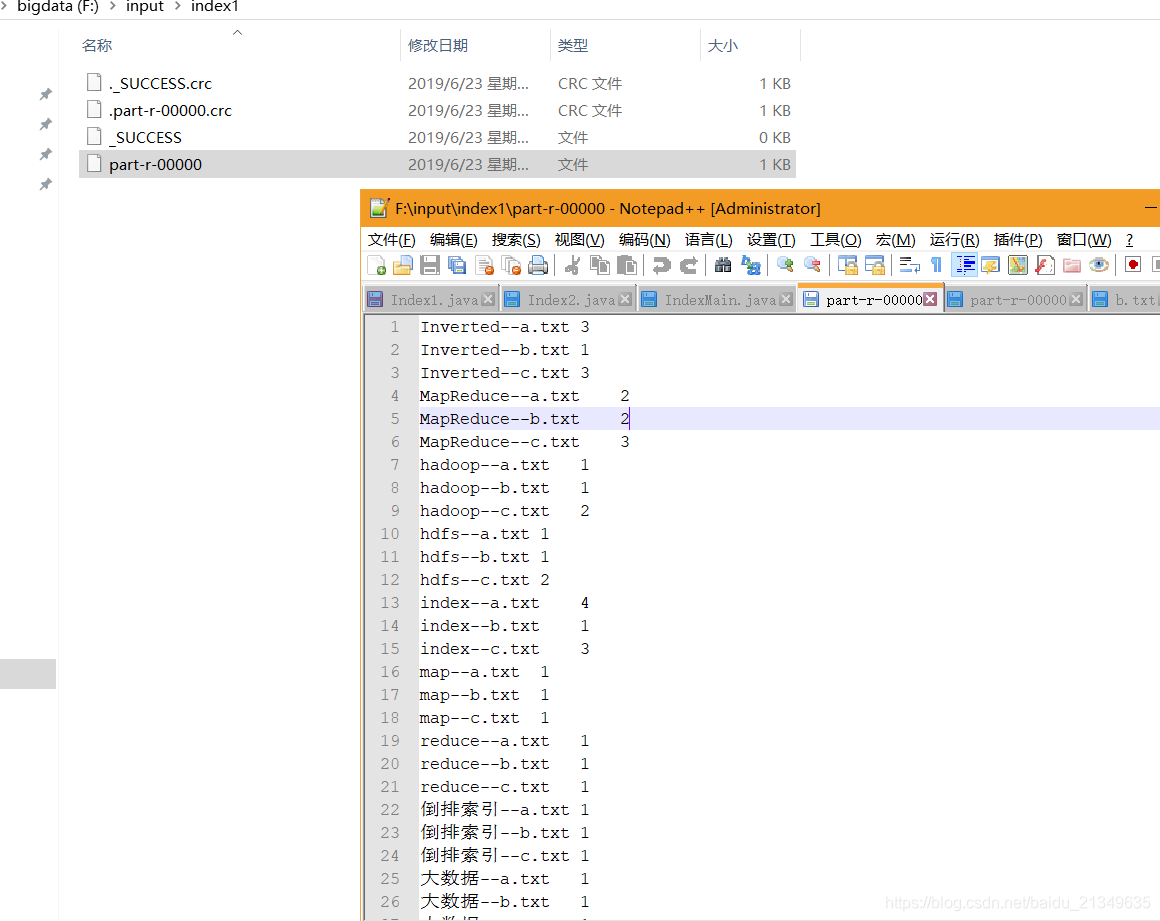 bigdata (F:) > input > index1
名称 修改日期 类型 大小
._SUCCESS.crc 2019/6/23 星期... CRC 文件 1 KB
.part-r-00000.crc 2019/6/23 星期... CRC 文件 1 KB
_SUCCESS 2019/6/23 星期... 文件 0 KB
part-r-00000 2019/6/23 星期... 文件 1 KB
F:\input\index1\part-r-00000 - Notepad++ [Administrator]
文件(F) 编辑(E) 搜索(S) 视图(V) 编码(N) 语言(L) 设置(T) 工具(O) 宏(M) 运行(R) 插件(P) 窗口(W) ?
Index1.java Index2.java IndexMain.java part-r-00000 part-r-00000 b.txt
1 Inverted--a.txt 3
2 Inverted--b.txt 1
3 Inverted--c.txt 3
4 MapReduce--a.txt 2
5 MapReduce--b.txt 2
6 MapReduce--c.txt 3
7 hadoop--a.txt 1
8 hadoop--b.txt 1
9 hadoop--c.txt 2
10 hdfs--a.txt 1
11 hdfs--b.txt 1
12 hdfs--c.txt 2
13 index--a.txt 4
14 index--b.txt 1
15 index--c.txt 3
16 map--a.txt 1
17 map--b.txt 1
18 map--c.txt 1
19 reduce--a.txt 1
20 reduce--b.txt 1
21 reduce--c.txt 1
22 倒排索引--a.txt 1
23 倒排索引--b.txt 1
24 倒排索引--c.txt 1
25 大数据--a.txt 1
26 大数据--b.txt 1
https://blog.csdn.net/baidu_21349635